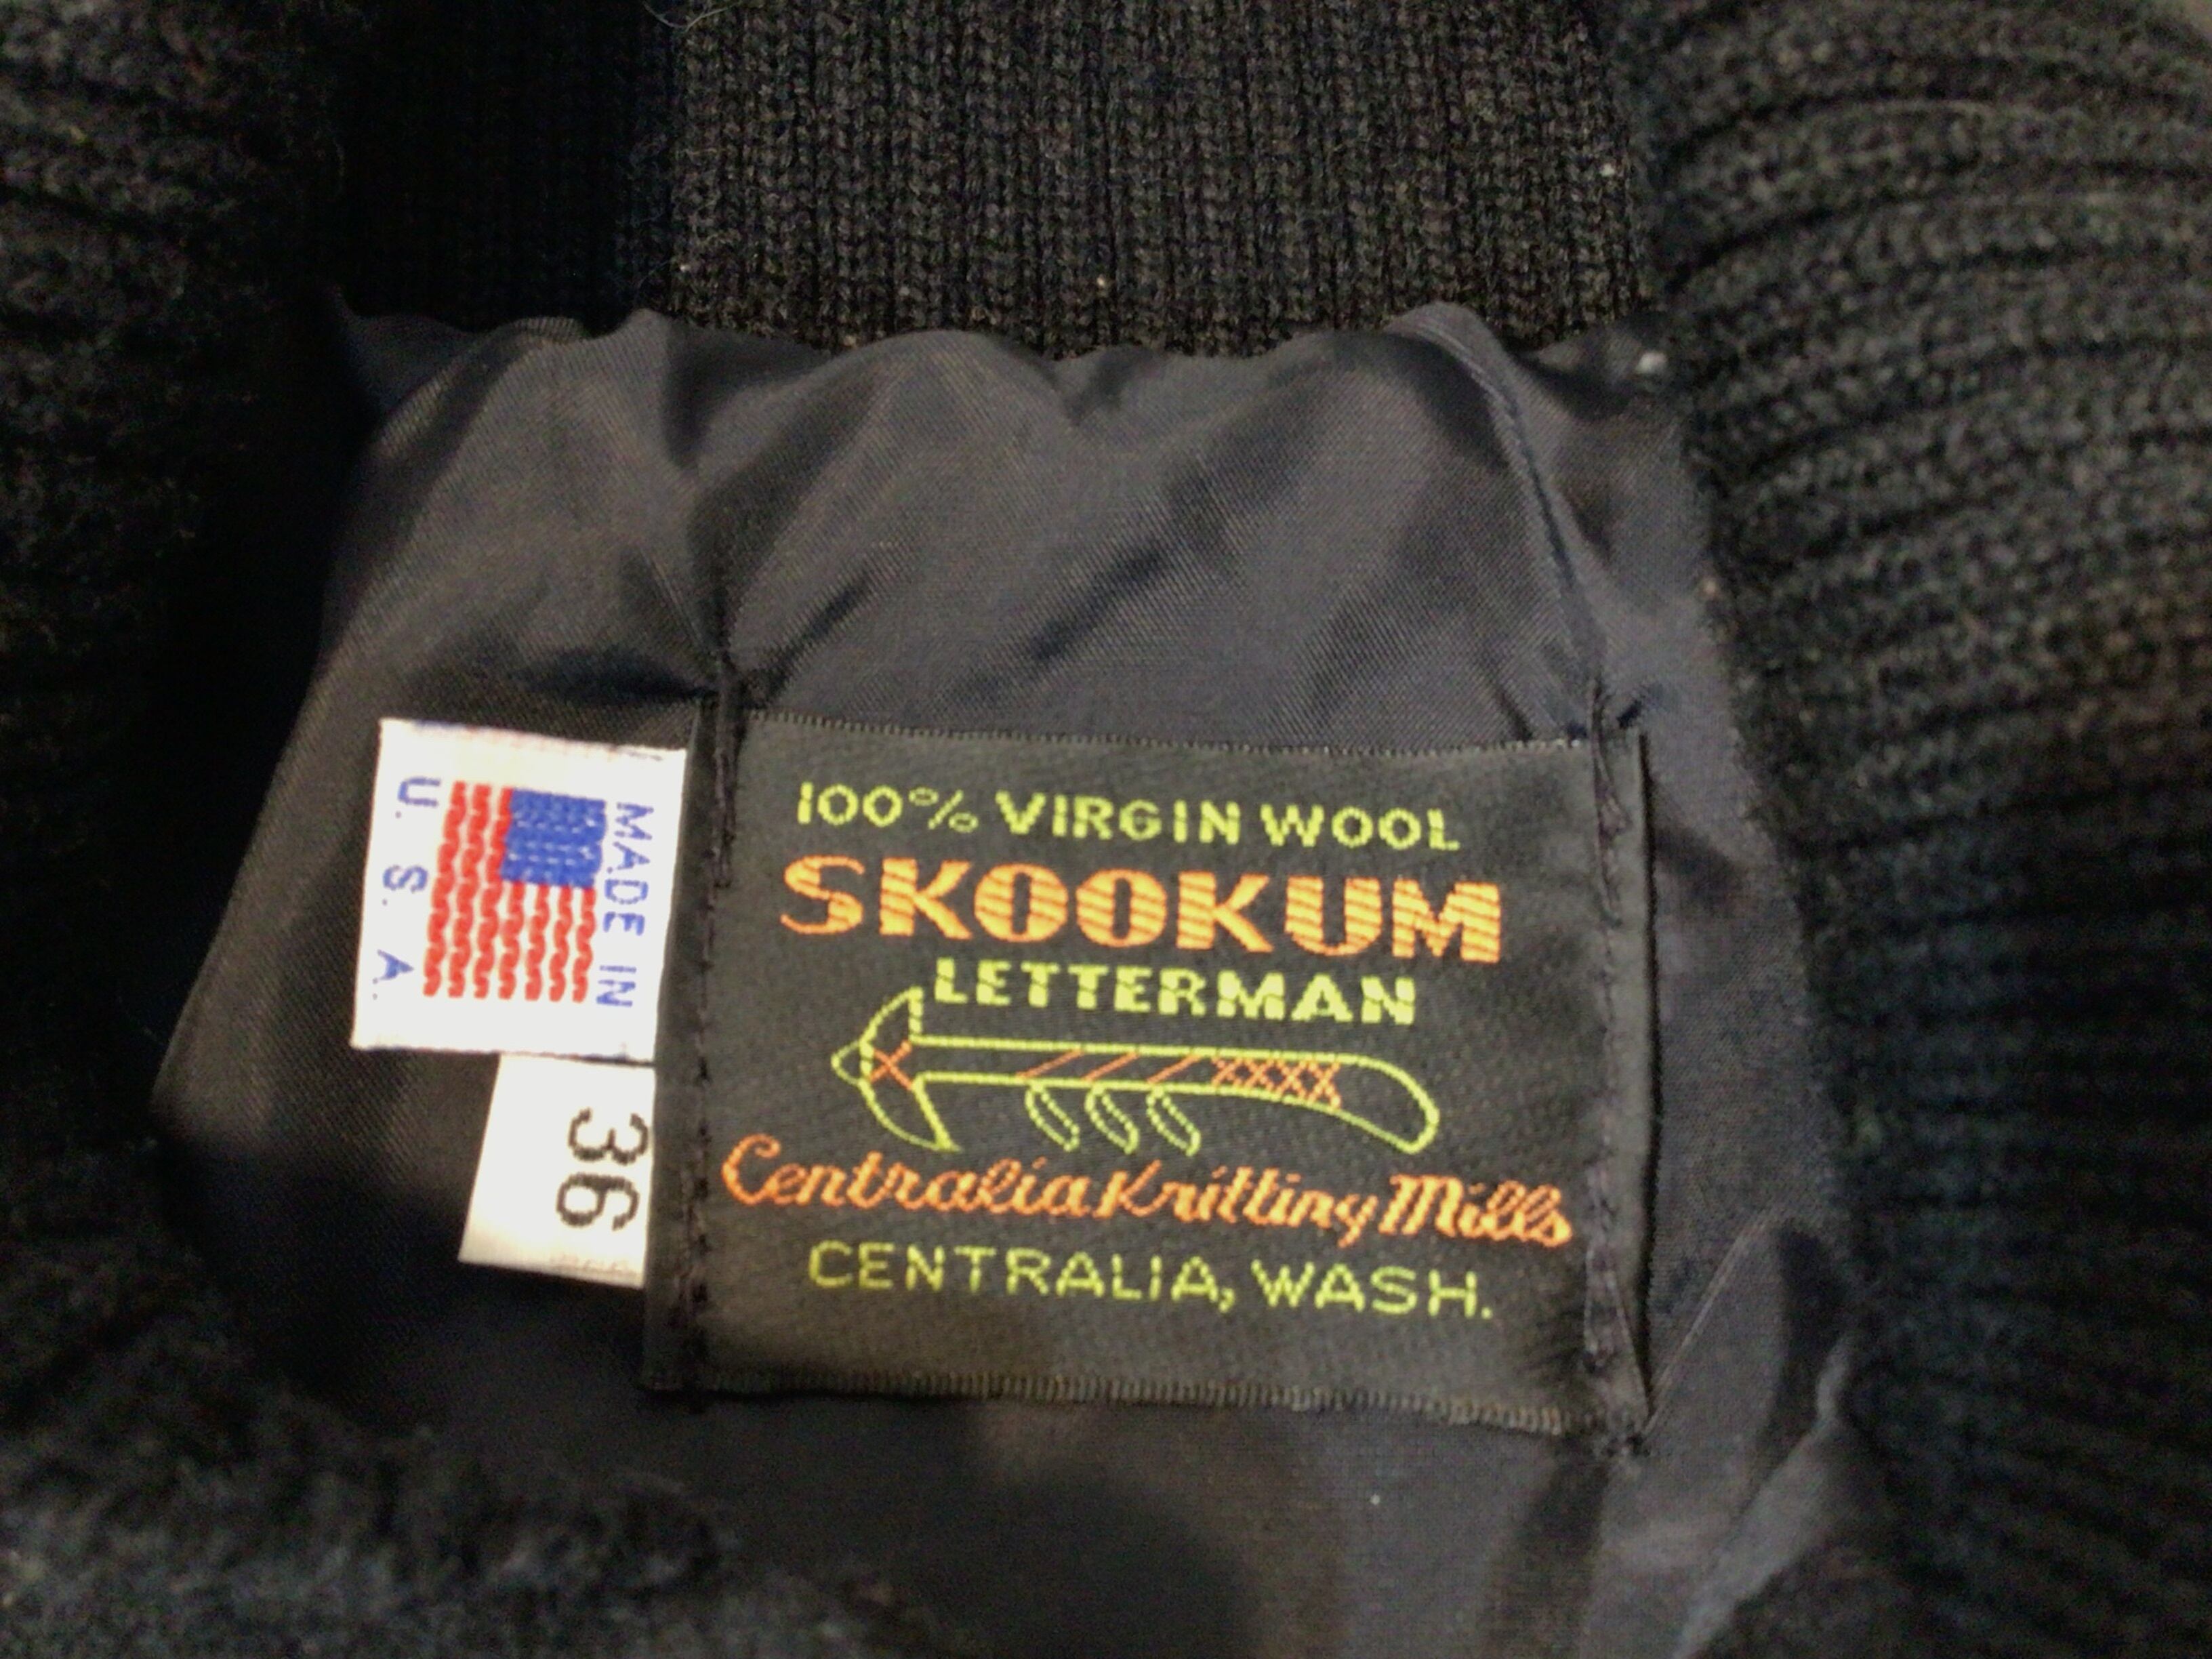 100% VIRGIN WOOL
SKOOKUM
LETTERMAN
Centralia Knitting Mills
CENTRALIA, WASH.
MADE IN
U. S. A.
36